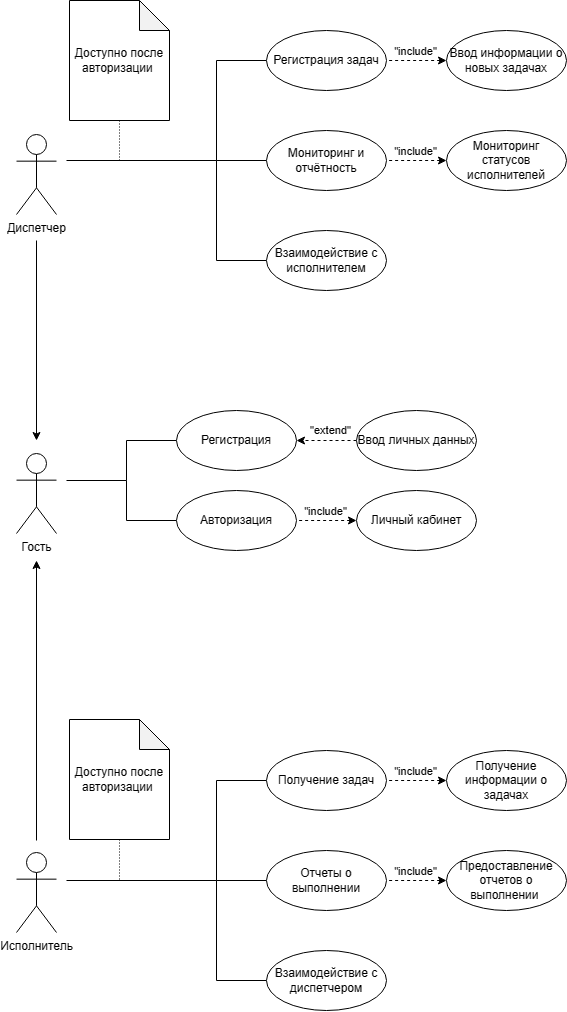 Доступно после
авторизации
Регистрация задач
"include"
Ввод информации о
новых задачах
Мониторинг и
отчётность
"include"
Мониторинг
статусов
исполнителей
Диспетчер
Взаимодействие с
исполнителем
Регистрация
"extend"
Ввод личных данных
Авторизация
"include"
Личный кабинет
Гость
Доступно после
авторизации
Получение задач
"include"
Получение
информации о
задачах
Отчеты о
выполнении
"include"
Предоставление
отчетов о
выполнении
Исполнитель
Взаимодействие с
диспетчером